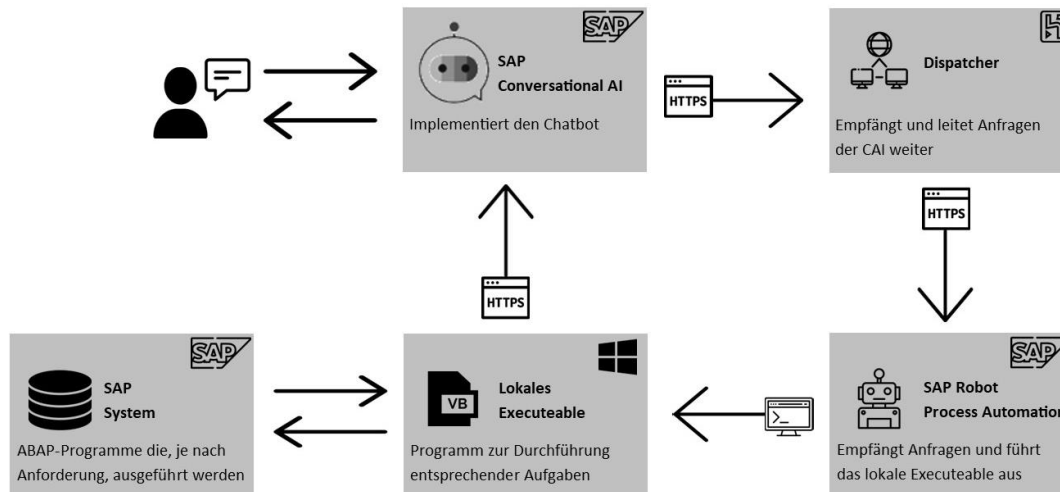 SAP
SAP
Conversational AI
Implementiert den Chatbot
HTTPS
Dispatcher
Empfängt und leitet Anfragen
der CAI weiter
HTTPS
HTTPS
SAP
SAP
System
ABAP-Programme die, je nach
Anforderung, ausgeführt werden
VB
Lokales
Executeable
Programm zur Durchführung
entsprechender Aufgaben
>_
SAP
SAP Robot
Process Automation
Empfängt Anfragen und führt
das lokale Executeable aus